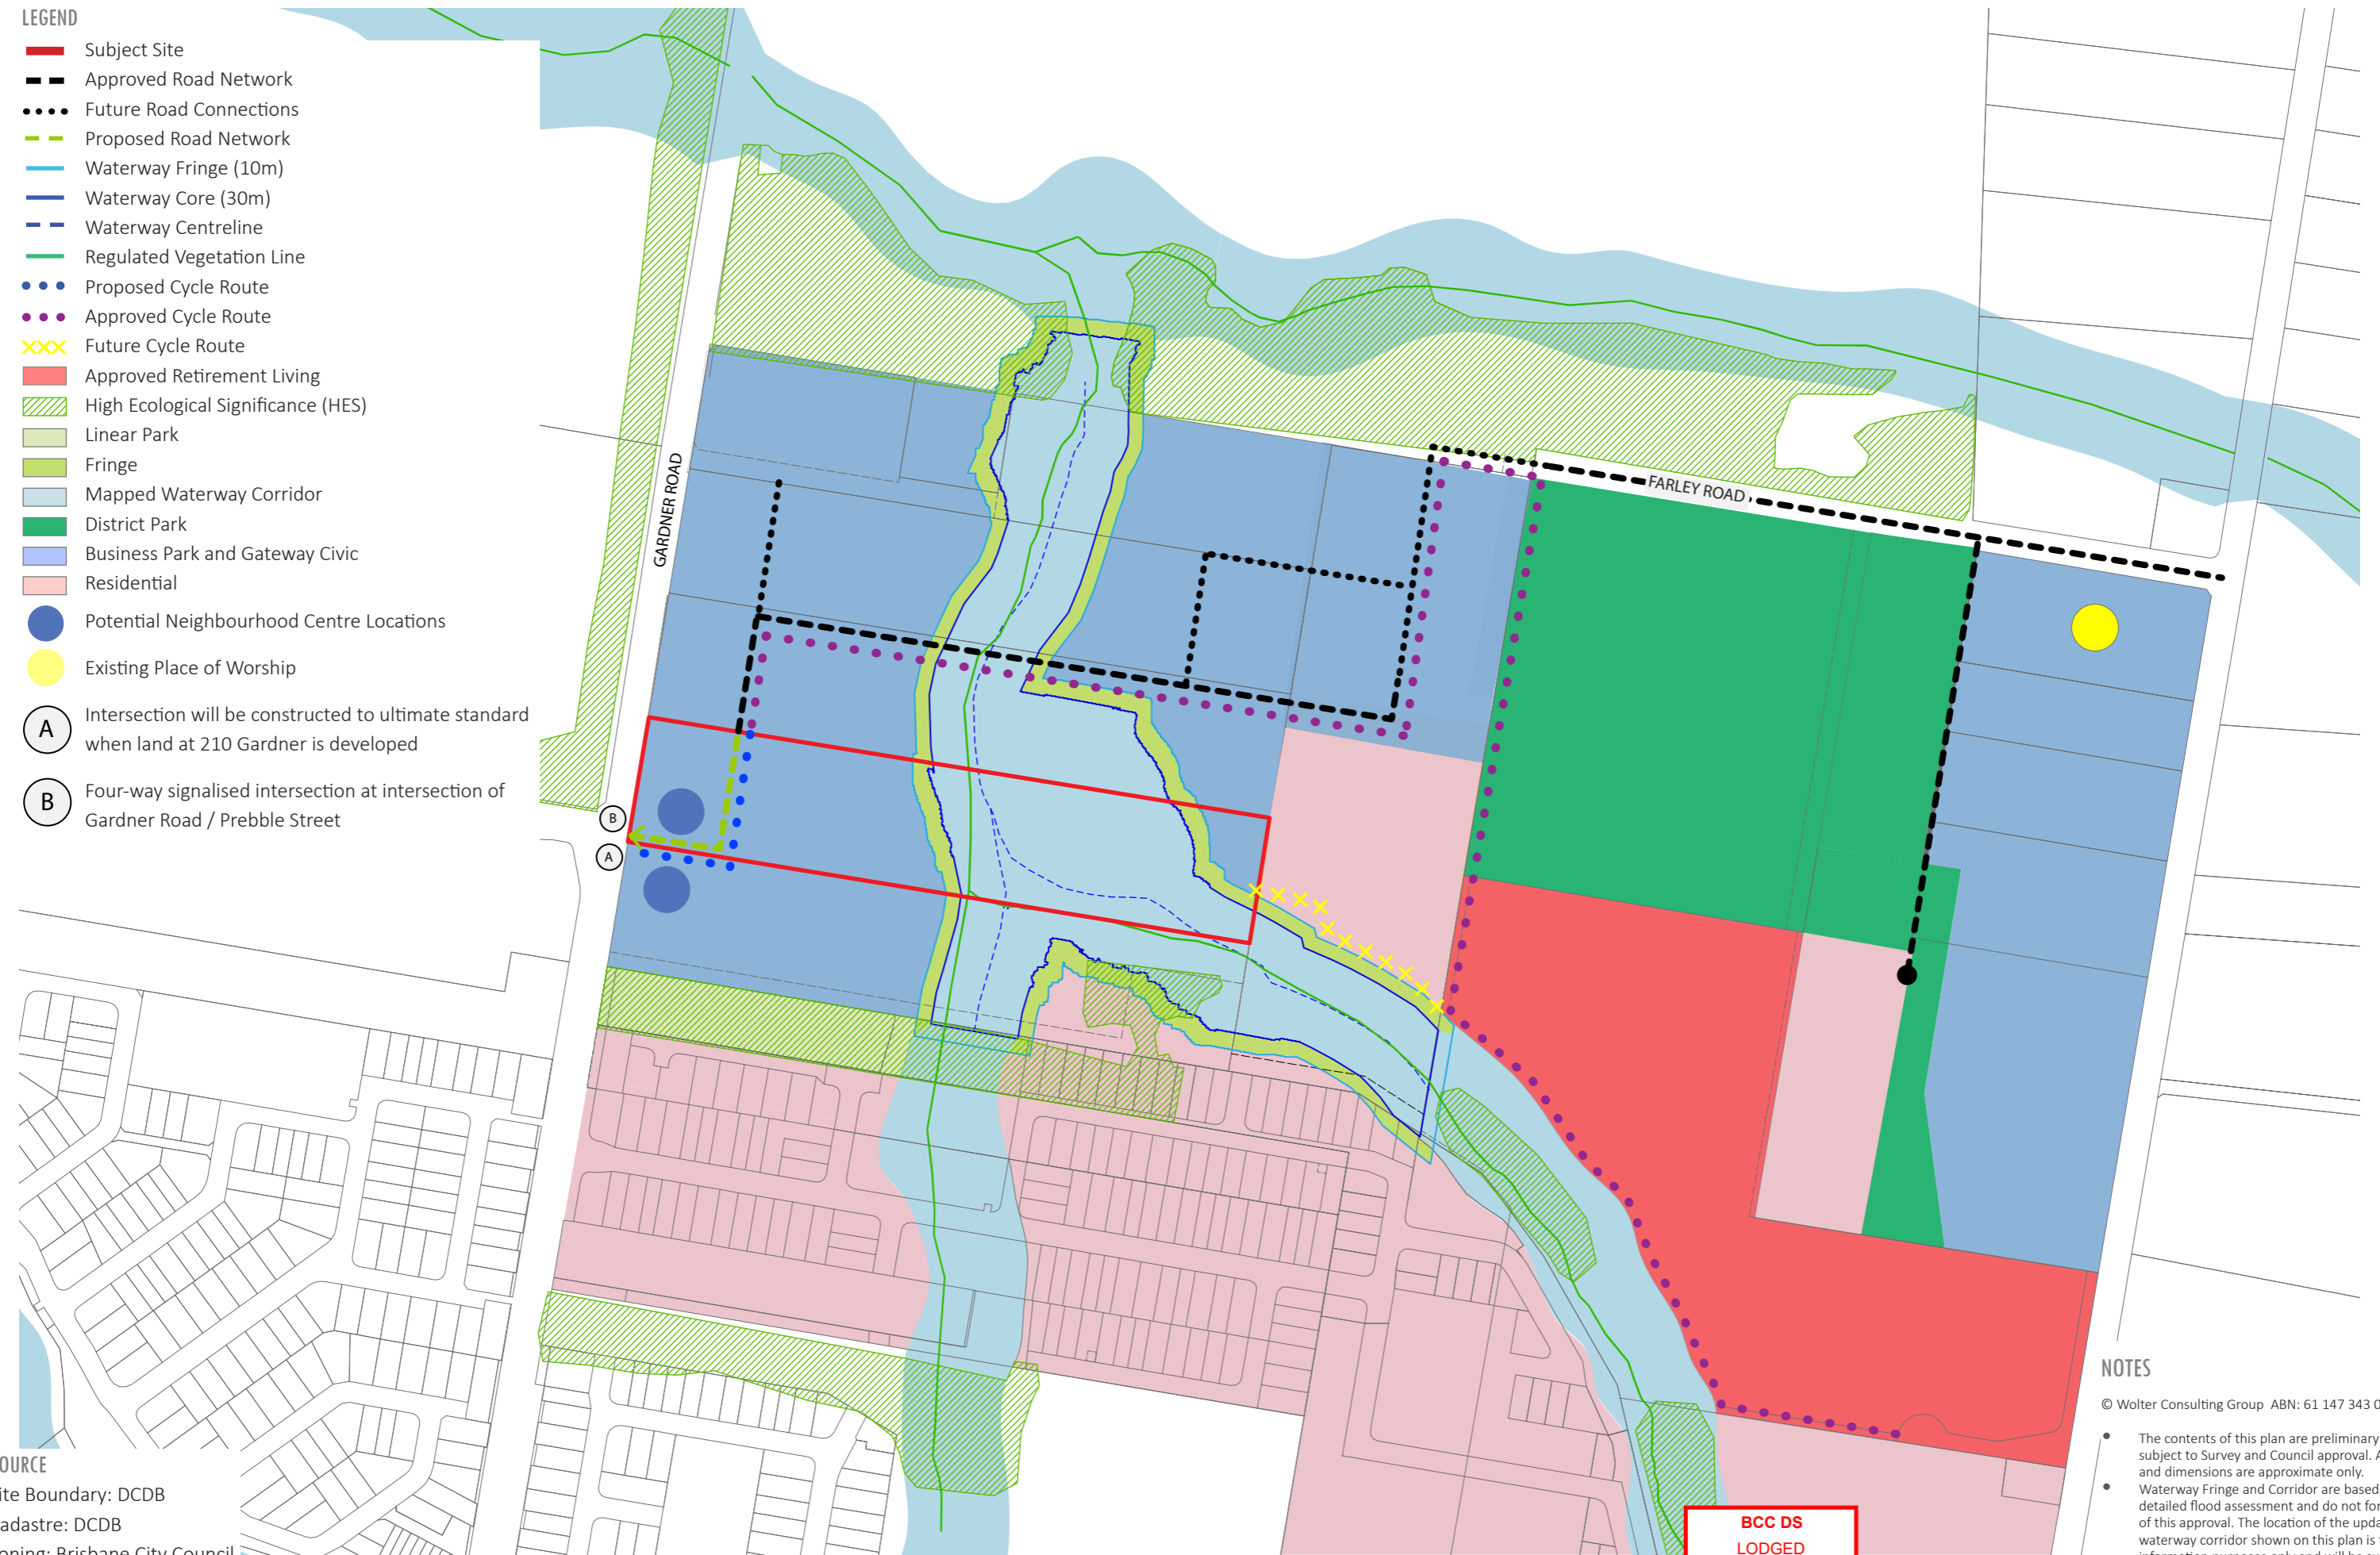 LEGEND
Subject Site
Approved Road Network
Future Road Connections
Proposed Road Network
Waterway Fringe (10m)
Waterway Core (30m)
Waterway Centreline
Regulated Vegetation Line
Proposed Cycle Route
Approved Cycle Route
Future Cycle Route
Approved Retirement Living
High Ecological Significance (HES)
Linear Park
Fringe
Mapped Waterway Corridor
District Park
Business Park and Gateway Civic
Residential
Potential Neighbourhood Centre Locations
Existing Place of Worship
A
Intersection will be constructed to ultimate standard
when land at 210 Gardner is developed
B
Four-way signalised intersection at intersection of
Gardner Road / Prebble Street
GARDNER ROAD
FARLEY ROAD
B
A
OURCE
ite Boundary: DCDB
adastre: DCDB
oning: Brisbane City Council
NOTES
© Wolter Consulting Group ABN: 61 147 343 0
The contents of this plan are preliminary
subject to Survey and Council approval. A
and dimensions are approximate only.
Waterway Fringe and Corridor are based
detailed flood assessment and do not for
of this approval. The location of the upda
waterway corridor shown on this plan is
BCC DS
LODGED